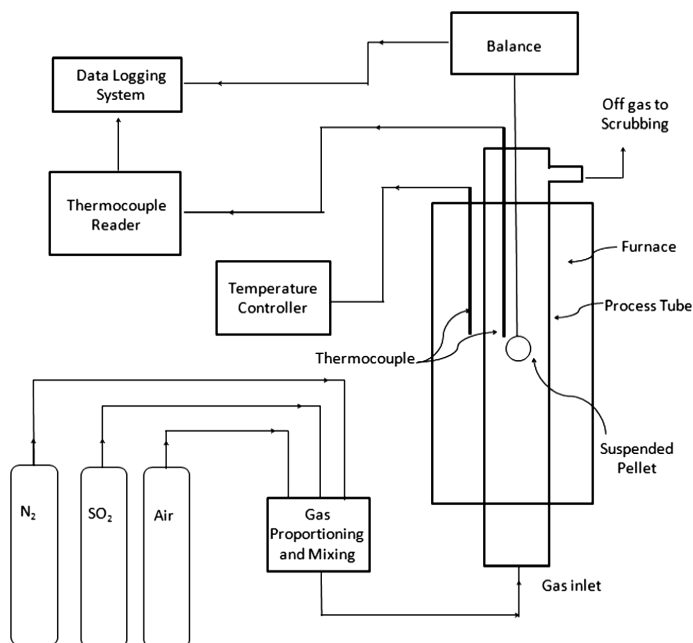 Balance
Data Logging
System
Off gas to
Scrubbing
Thermocouple
Reader
Furnace
Temperature
Controller
Process Tube
Thermocouple
Suspended
Pellet
N₂
SO₂
Air
Gas
Proportioning
and Mixing
Gas inlet